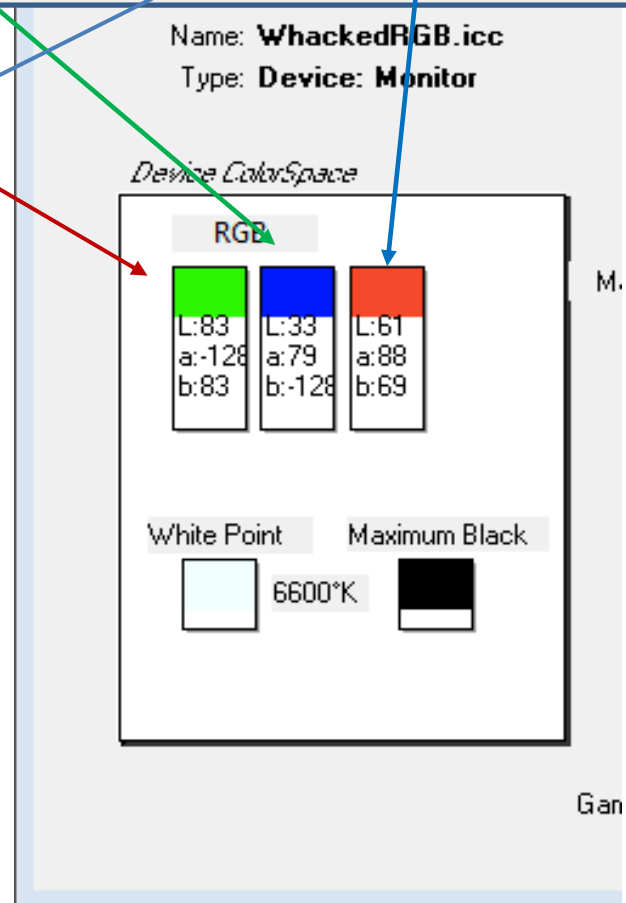 Name: WhackedRGB.icc
Type: Device: Monitor
Device ColorSpace
RGB
L:83 L:33 L:61
a:-128 a:79 a:88
b:83 b:-128 b:69
White Point Maximum Black
6600°K